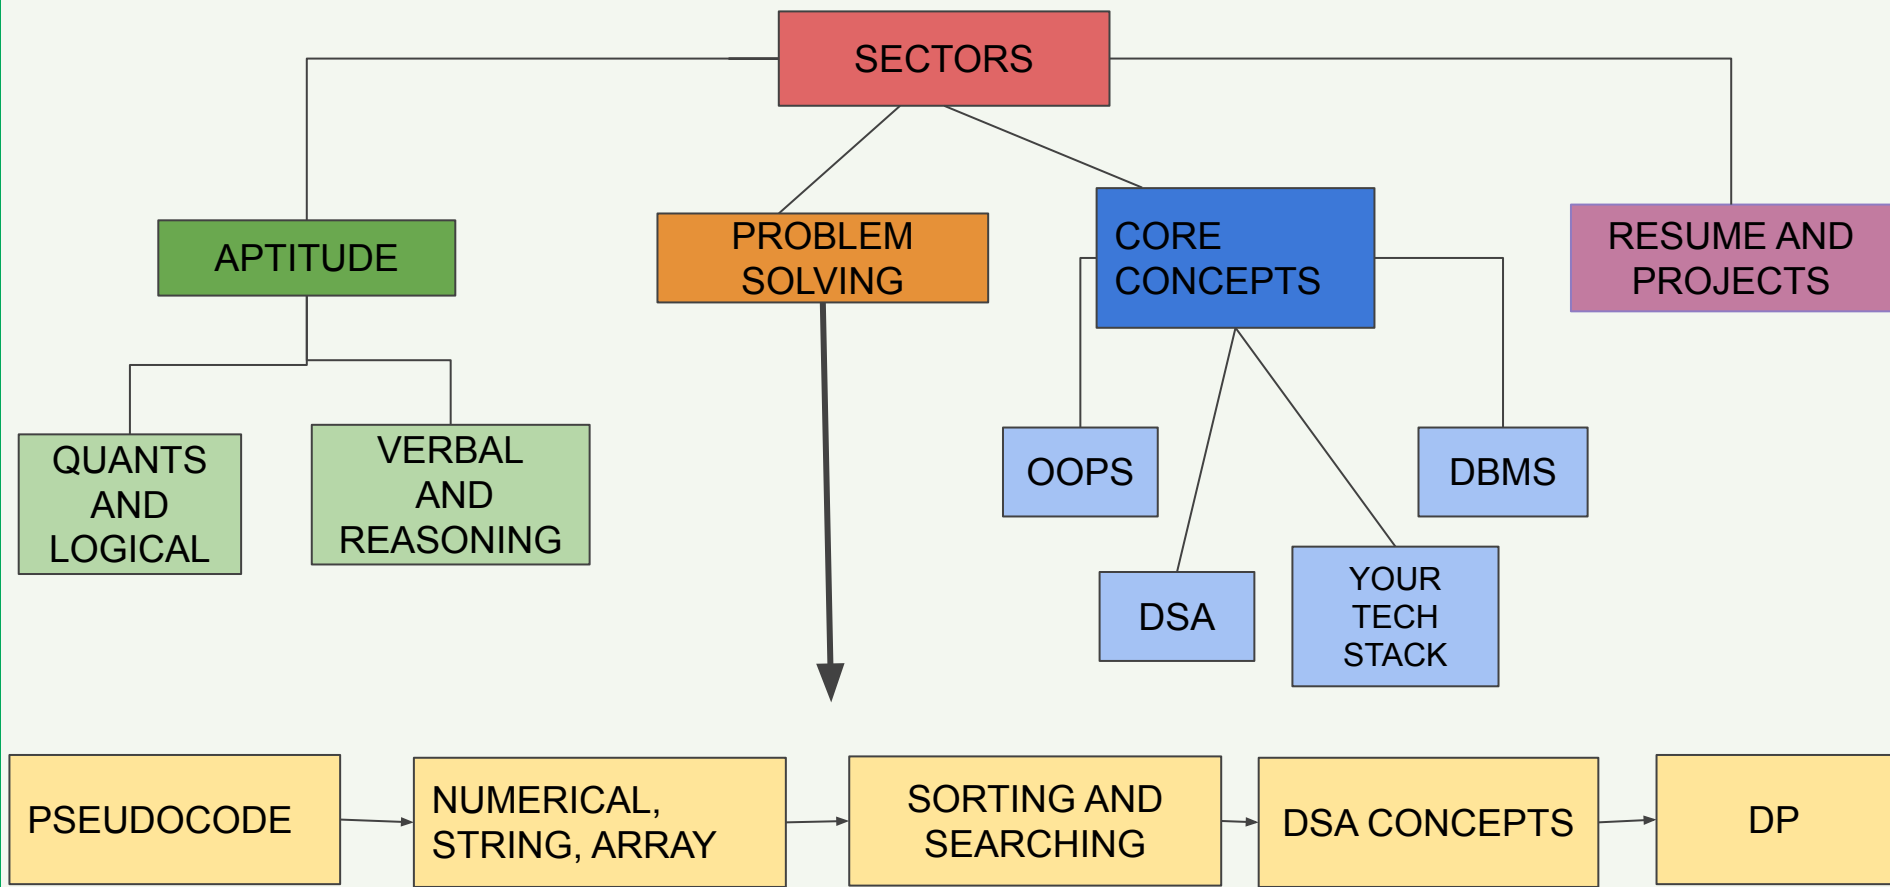 SECTORS
APTITUDE
PROBLEM
SOLVING
CORE
CONCEPTS
RESUME AND
PROJECTS
QUANTS
AND
LOGICAL
VERBAL
AND
REASONING
OOPS
DBMS
DSA
YOUR
TECH
STACK
PSEUDOCODE
NUMERICAL,
STRING, ARRAY
SORTING AND
SEARCHING
DSA CONCEPTS
DP